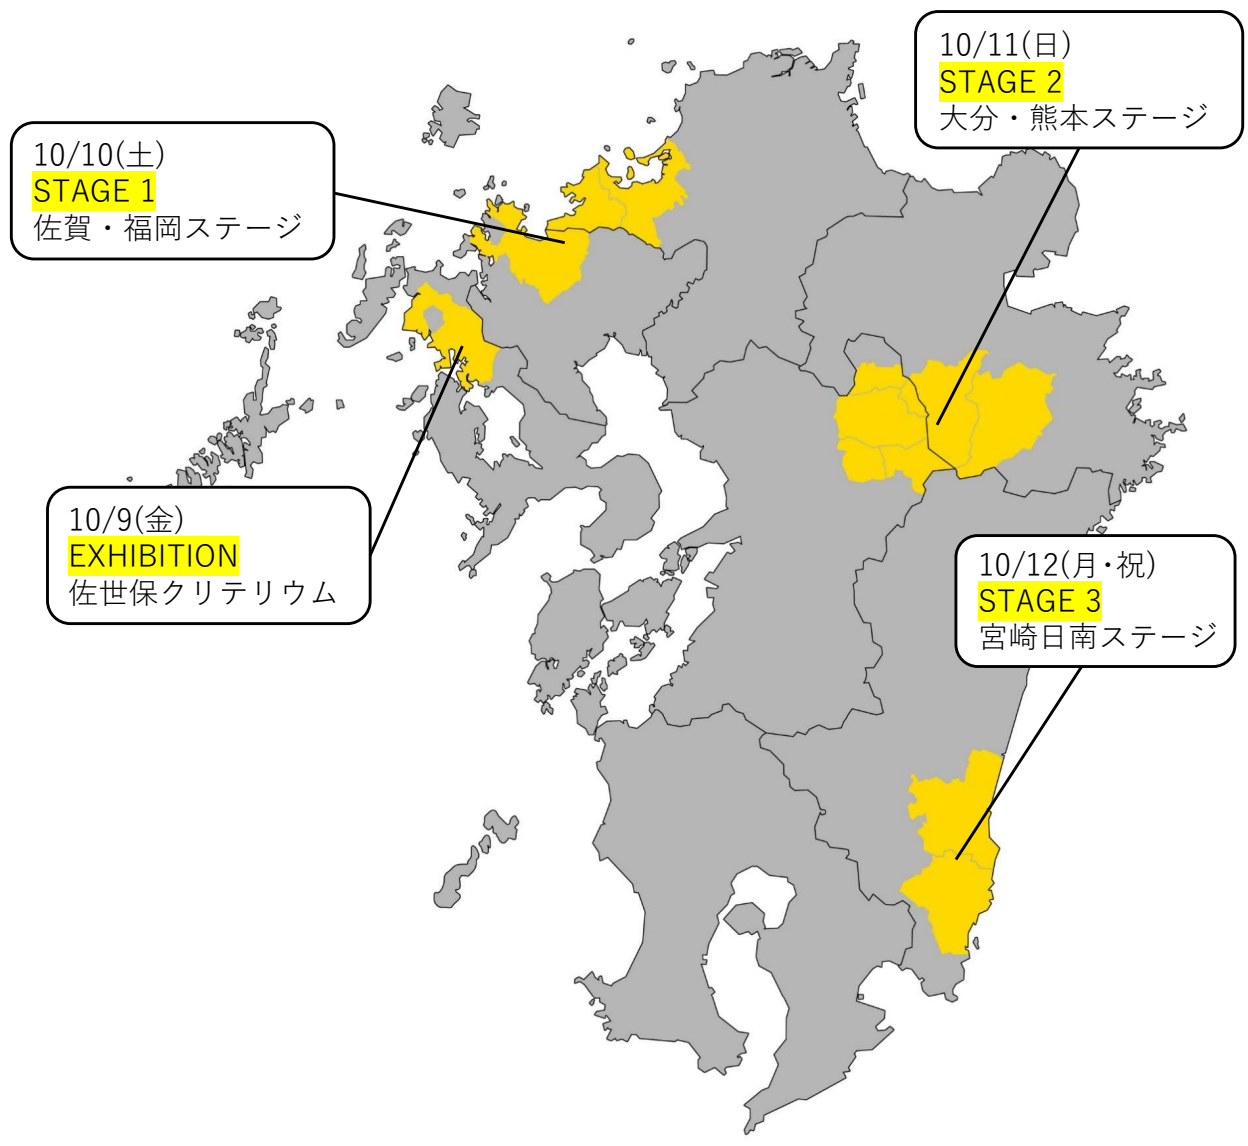 10/11(日)
STAGE 2
大分・熊本ステージ
10/10(土)
STAGE 1
佐賀・福岡ステージ
10/9(金)
EXHIBITION
佐世保クリテリウム
10/12(月・祝)
STAGE 3
宮崎日南ステージ